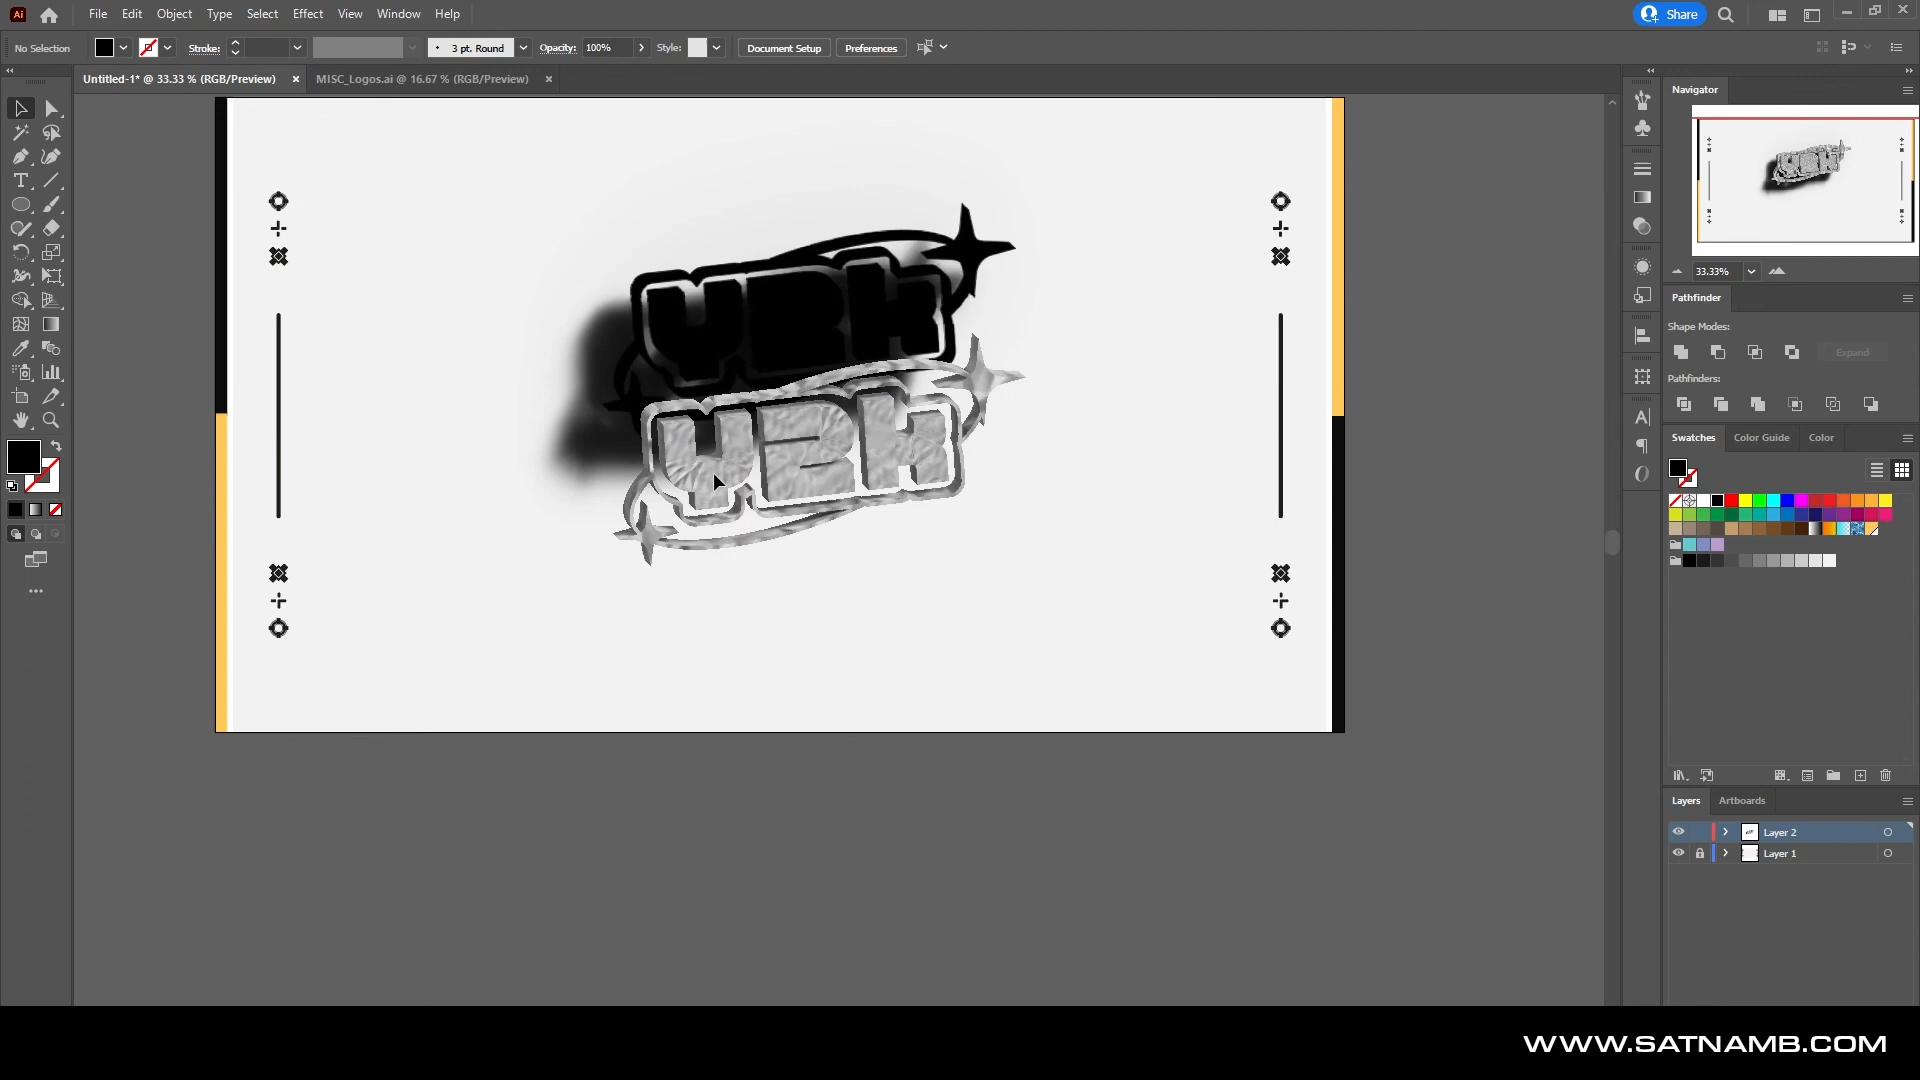 Ai
File Edit Object Type Select Effect View Window Help
Share
No Selection
Stroke:
3 pt. Round
Opacity: 100%
Style:
Document Setup
Preferences
Untitled-1* @ 33.33 % (RGB/Preview)
MISC_Logos.ai @ 16.67 % (RGB/Preview)
Navigator
33.33%
Pathfinder
Shape Modes:
Expand
Pathfinders:
Swatches Color Guide Color
Layers Artboards
Layer 2
Layer 1
WWW.SATNAMB.COM